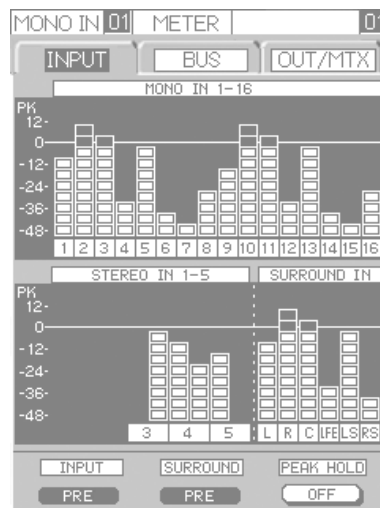 MONO IN 01 METER 0
INPUT BUS OUT/MTX
MONO IN 1-16
PK
12-
0-
-12-
-24-
-36-
-48-
1 2 3 4 5 6 7 8 9 10 11 12 13 14 15 16
STEREO IN 1-5 SURROUND IN
PK
12-
0-
-12-
-24-
-36-
-48-
3 4 5 L R C LFE LS RS
INPUT SURROUND PEAK HOLD
PRE PRE OFF